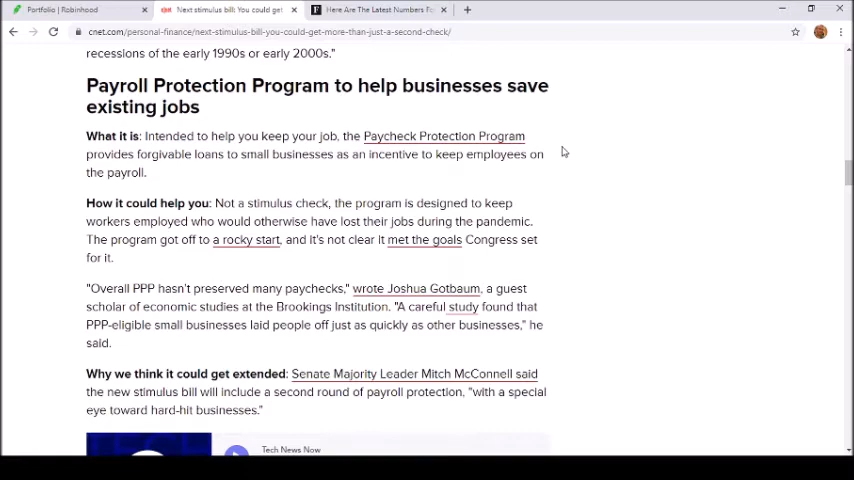 Portfolio | Robinhood
Next stimulus bill: You could get
Here Are The Latest Numbers Fo
cnet.com/personal-finance/next-stimulus-bill-you-could-get-more-than-just-a-second-check/
recessions of the early 1990s or early 2000s."
Payroll Protection Program to help businesses save
existing jobs
What it is: Intended to help you keep your job, the Paycheck Protection Program
provides forgivable loans to small businesses as an incentive to keep employees on
the payroll.
How it could help you: Not a stimulus check, the program is designed to keep
workers employed who would otherwise have lost their jobs during the pandemic.
The program got off to a rocky start, and it's not clear it met the goals Congress set
for it.
"Overall PPP hasn't preserved many paychecks," wrote Joshua Gotbaum, a guest
scholar of economic studies at the Brookings Institution. "A careful study found that
PPP-eligible small businesses laid people off just as quickly as other businesses," he
said.
Why we think it could get extended: Senate Majority Leader Mitch McConnell said
the new stimulus bill will include a second round of payroll protection, "with a special
eye toward hard-hit businesses."
Tech News Now